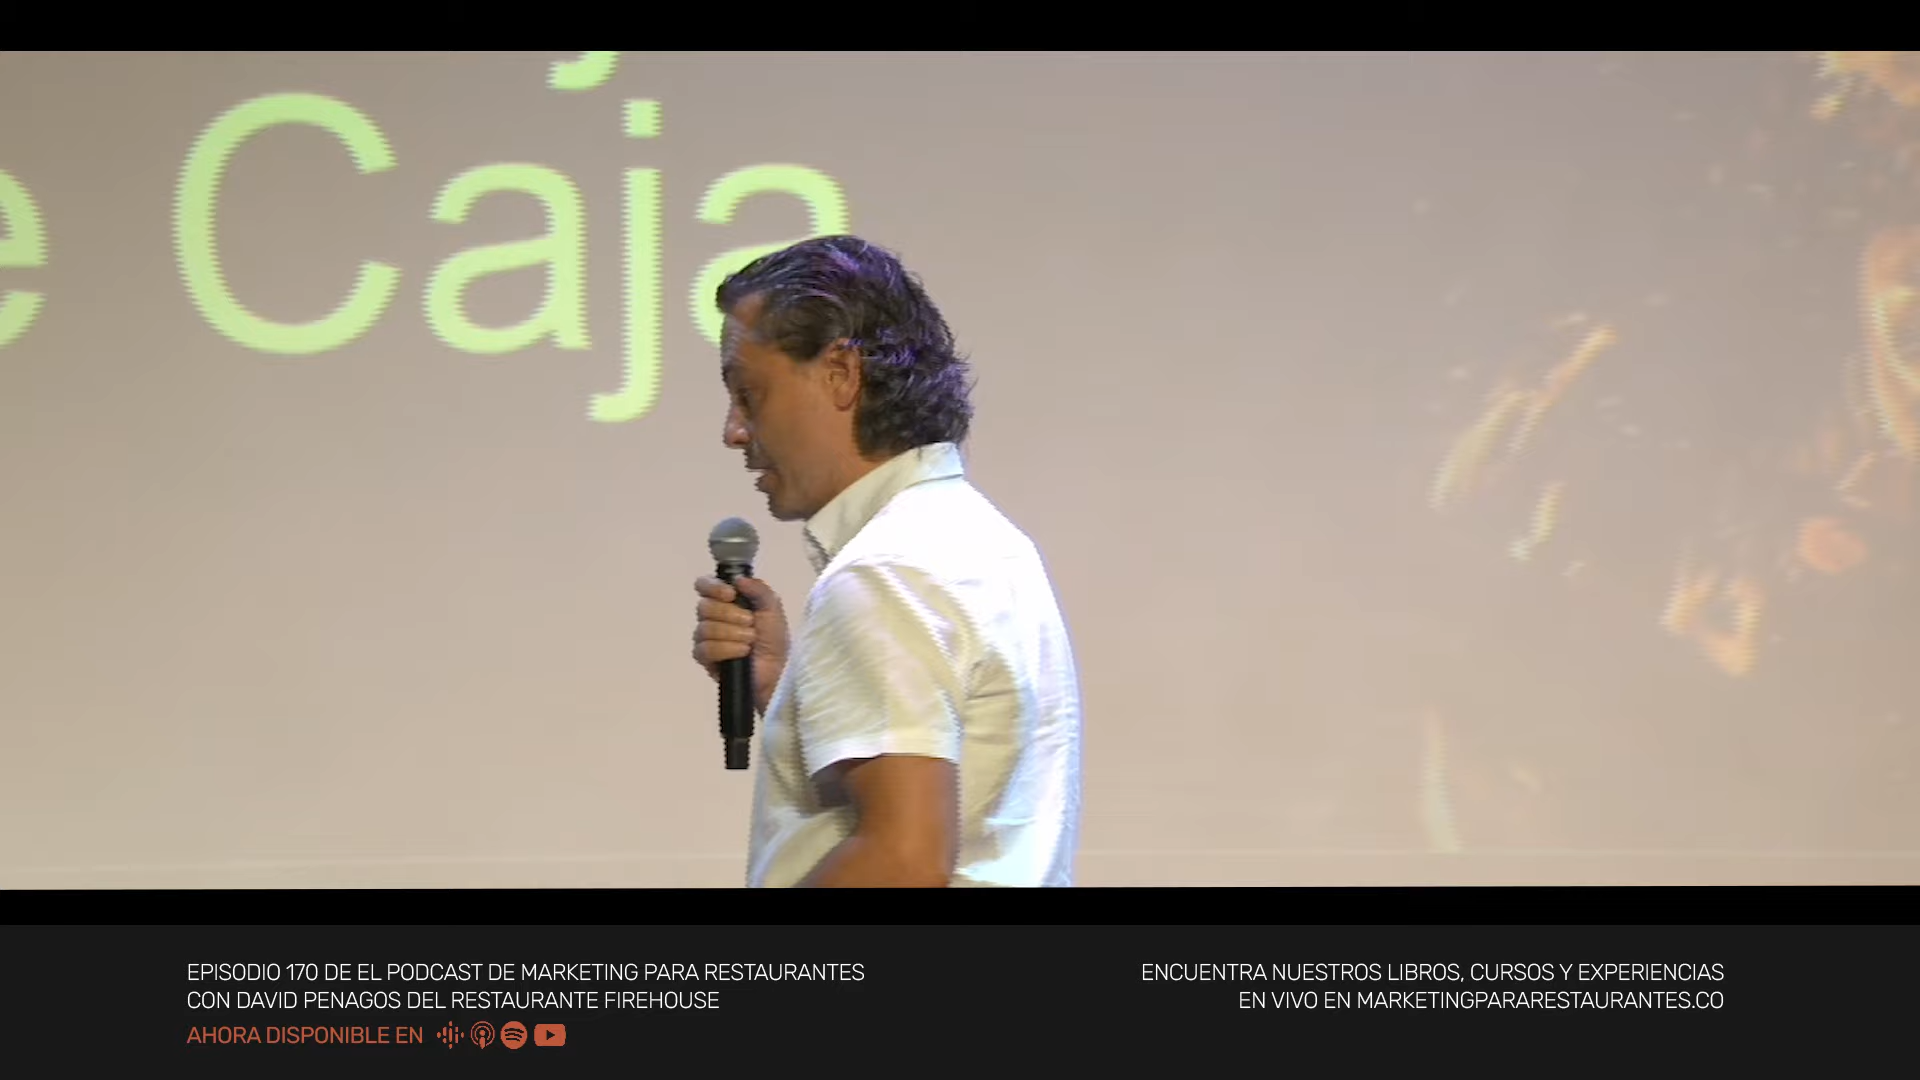 e Caja
EPISODIO 170 DE EL PODCAST DE MARKETING PARA RESTAURANTES
CON DAVID PENAGOS DEL RESTAURANTE FIREHOUSE
AHORA DISPONIBLE EN
ENCUENTRA NUESTROS LIBROS, CURSOS Y EXPERIENCIAS
EN VIVO EN MARKETINGPARARESTAURANTES.CO